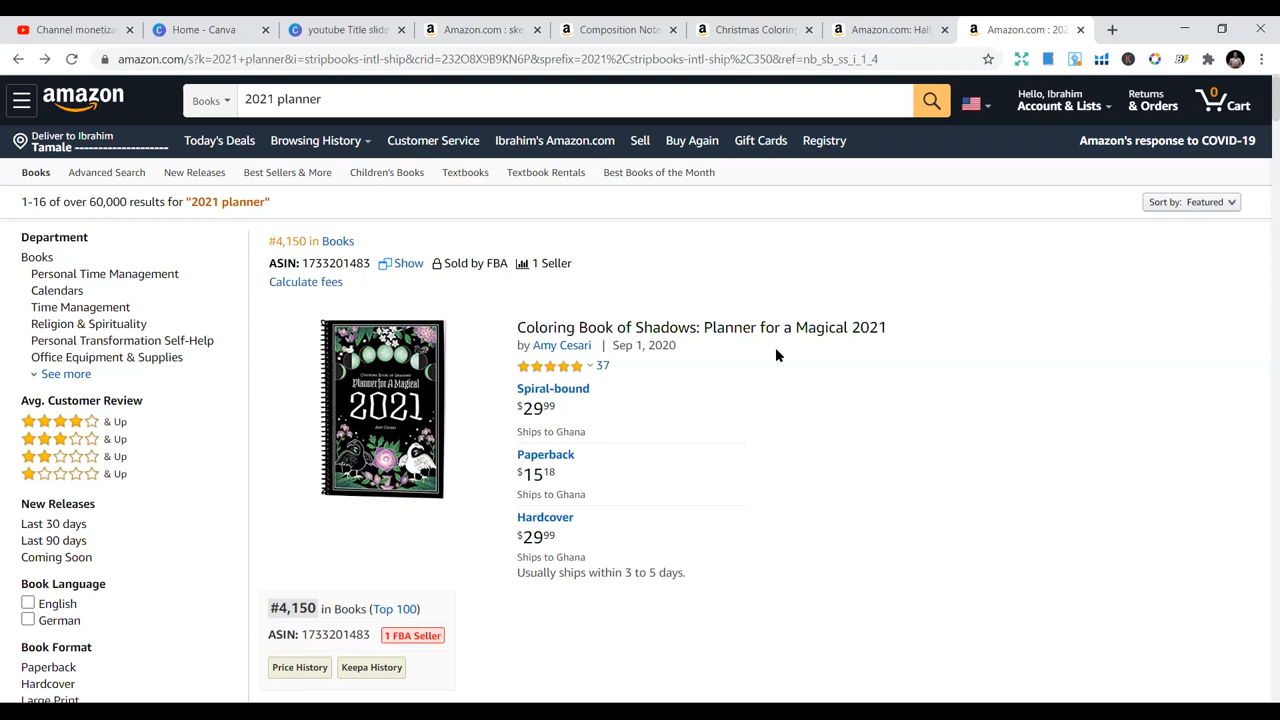 Channel monetiza
Home - Canva
youtube Title slide
Amazon.com : ske
Composition Note
Christmas Coloring
Amazon.com: Hall
Amazon.com : 202
amazon.com/s?k=2021+planner&i=stripbooks-intl-ship&crid=232O8X9B9KN6P&sprefix=2021%2Cstripbooks-intl-ship%2C350&ref=nb_sb_ss_i_1_4
amazon
Books
2021 planner
Hello, Ibrahim
Account & Lists
Returns
& Orders
0
Cart
Deliver to Ibrahim
Tamale --------------------
Today's Deals
Browsing History
Customer Service
Ibrahim's Amazon.com
Sell
Buy Again
Gift Cards
Registry
Amazon's response to COVID-19
Books
Advanced Search
New Releases
Best Sellers & More
Children's Books
Textbooks
Textbook Rentals
Best Books of the Month
1-16 of over 60,000 results for "2021 planner"
Sort by: Featured
Department
Books
Personal Time Management
Calendars
Time Management
Religion & Spirituality
Personal Transformation Self-Help
Office Equipment & Supplies
See more
Avg. Customer Review
& Up
& Up
& Up
& Up
New Releases
Last 30 days
Last 90 days
Coming Soon
Book Language
English
German
Book Format
Paperback
Hardcover
Large Print
#4,150 in Books
ASIN: 1733201483 Show Sold by FBA 1 Seller
Calculate fees
Coloring Book of Shadows
Planner for A Magical
2021
Amy Cesari
Coloring Book of Shadows: Planner for a Magical 2021
by Amy Cesari | Sep 1, 2020
37
Spiral-bound
$29 99
Ships to Ghana
Paperback
$15 18
Ships to Ghana
Hardcover
$29 99
Ships to Ghana
Usually ships within 3 to 5 days.
#4,150 in Books (Top 100)
ASIN: 1733201483 1 FBA Seller
Price History
Keepa History